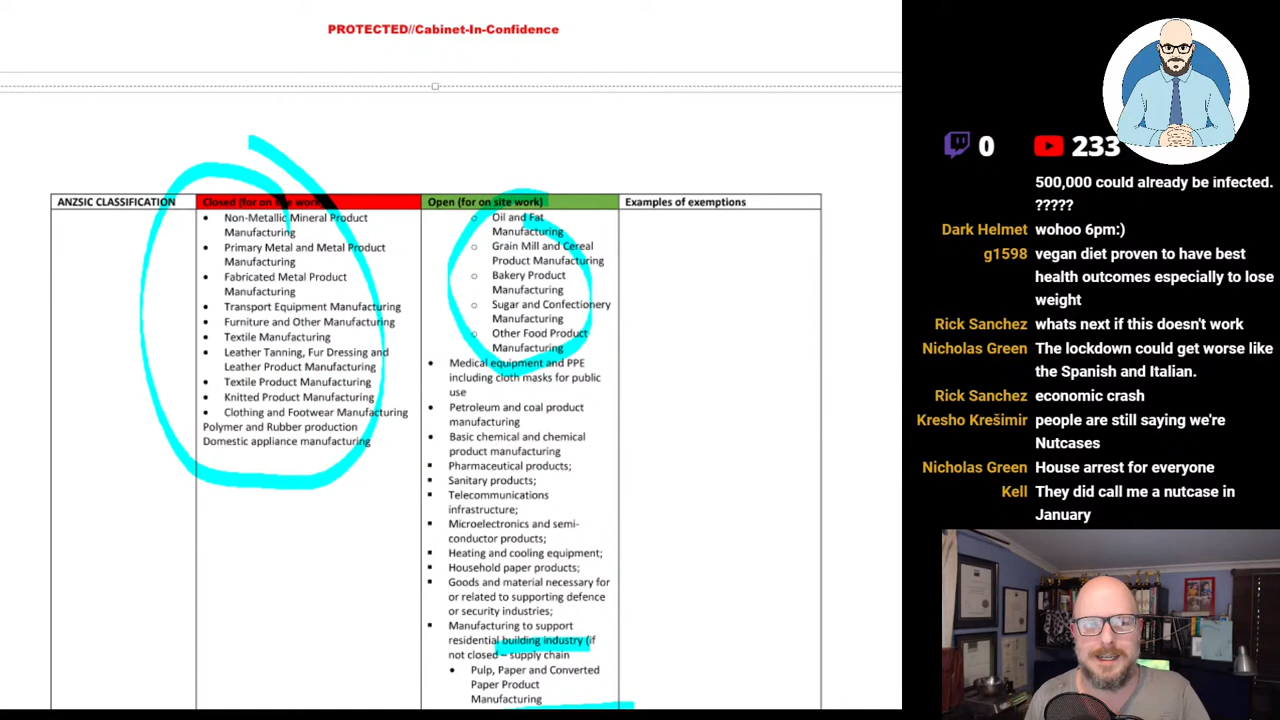 PROTECTED//Cabinet-In-Confidence
ANZSIC CLASSIFICATION
Closed (for on site work)
• Non-Metallic Mineral Product
Manufacturing
• Primary Metal and Metal Product
Manufacturing
• Fabricated Metal Product
Manufacturing
• Transport Equipment Manufacturing
• Furniture and Other Manufacturing
• Textile Manufacturing
• Leather Tanning, Fur Dressing and
Leather Product Manufacturing
• Textile Product Manufacturing
• Knitted Product Manufacturing
• Clothing and Footwear Manufacturing
Polymer and Rubber production
Domestic appliance manufacturing
Open (for on site work)
o Oil and Fat
Manufacturing
o Grain Mill and Cereal
Product Manufacturing
o Bakery Product
Manufacturing
o Sugar and Confectionery
Manufacturing
o Other Food Product
Manufacturing
• Medical equipment and PPE
including cloth masks for public
use
• Petroleum and coal product
manufacturing
• Basic chemical and chemical
product manufacturing
▪ Pharmaceutical products;
▪ Sanitary products;
▪ Telecommunications
infrastructure;
▪ Microelectronics and semi-
conductor products;
▪ Heating and cooling equipment;
▪ Household paper products;
▪ Goods and material necessary for
or related to supporting defence
or security industries;
▪ Manufacturing to support
residential building industry (if
not closed – supply chain
• Pulp, Paper and Converted
Paper Product
Manufacturing
Examples of exemptions
0 233
500,000 could already be infected.
?????
Dark Helmet wohoo 6pm:)
g1598 vegan diet proven to have best
health outcomes especially to lose
weight
Rick Sanchez whats next if this doesn't work
Nicholas Green The lockdown could get worse like
the Spanish and Italian.
Rick Sanchez economic crash
Kresho Krešimir people are still saying we're
Nutcases
Nicholas Green House arrest for everyone
Kell They did call me a nutcase in
January